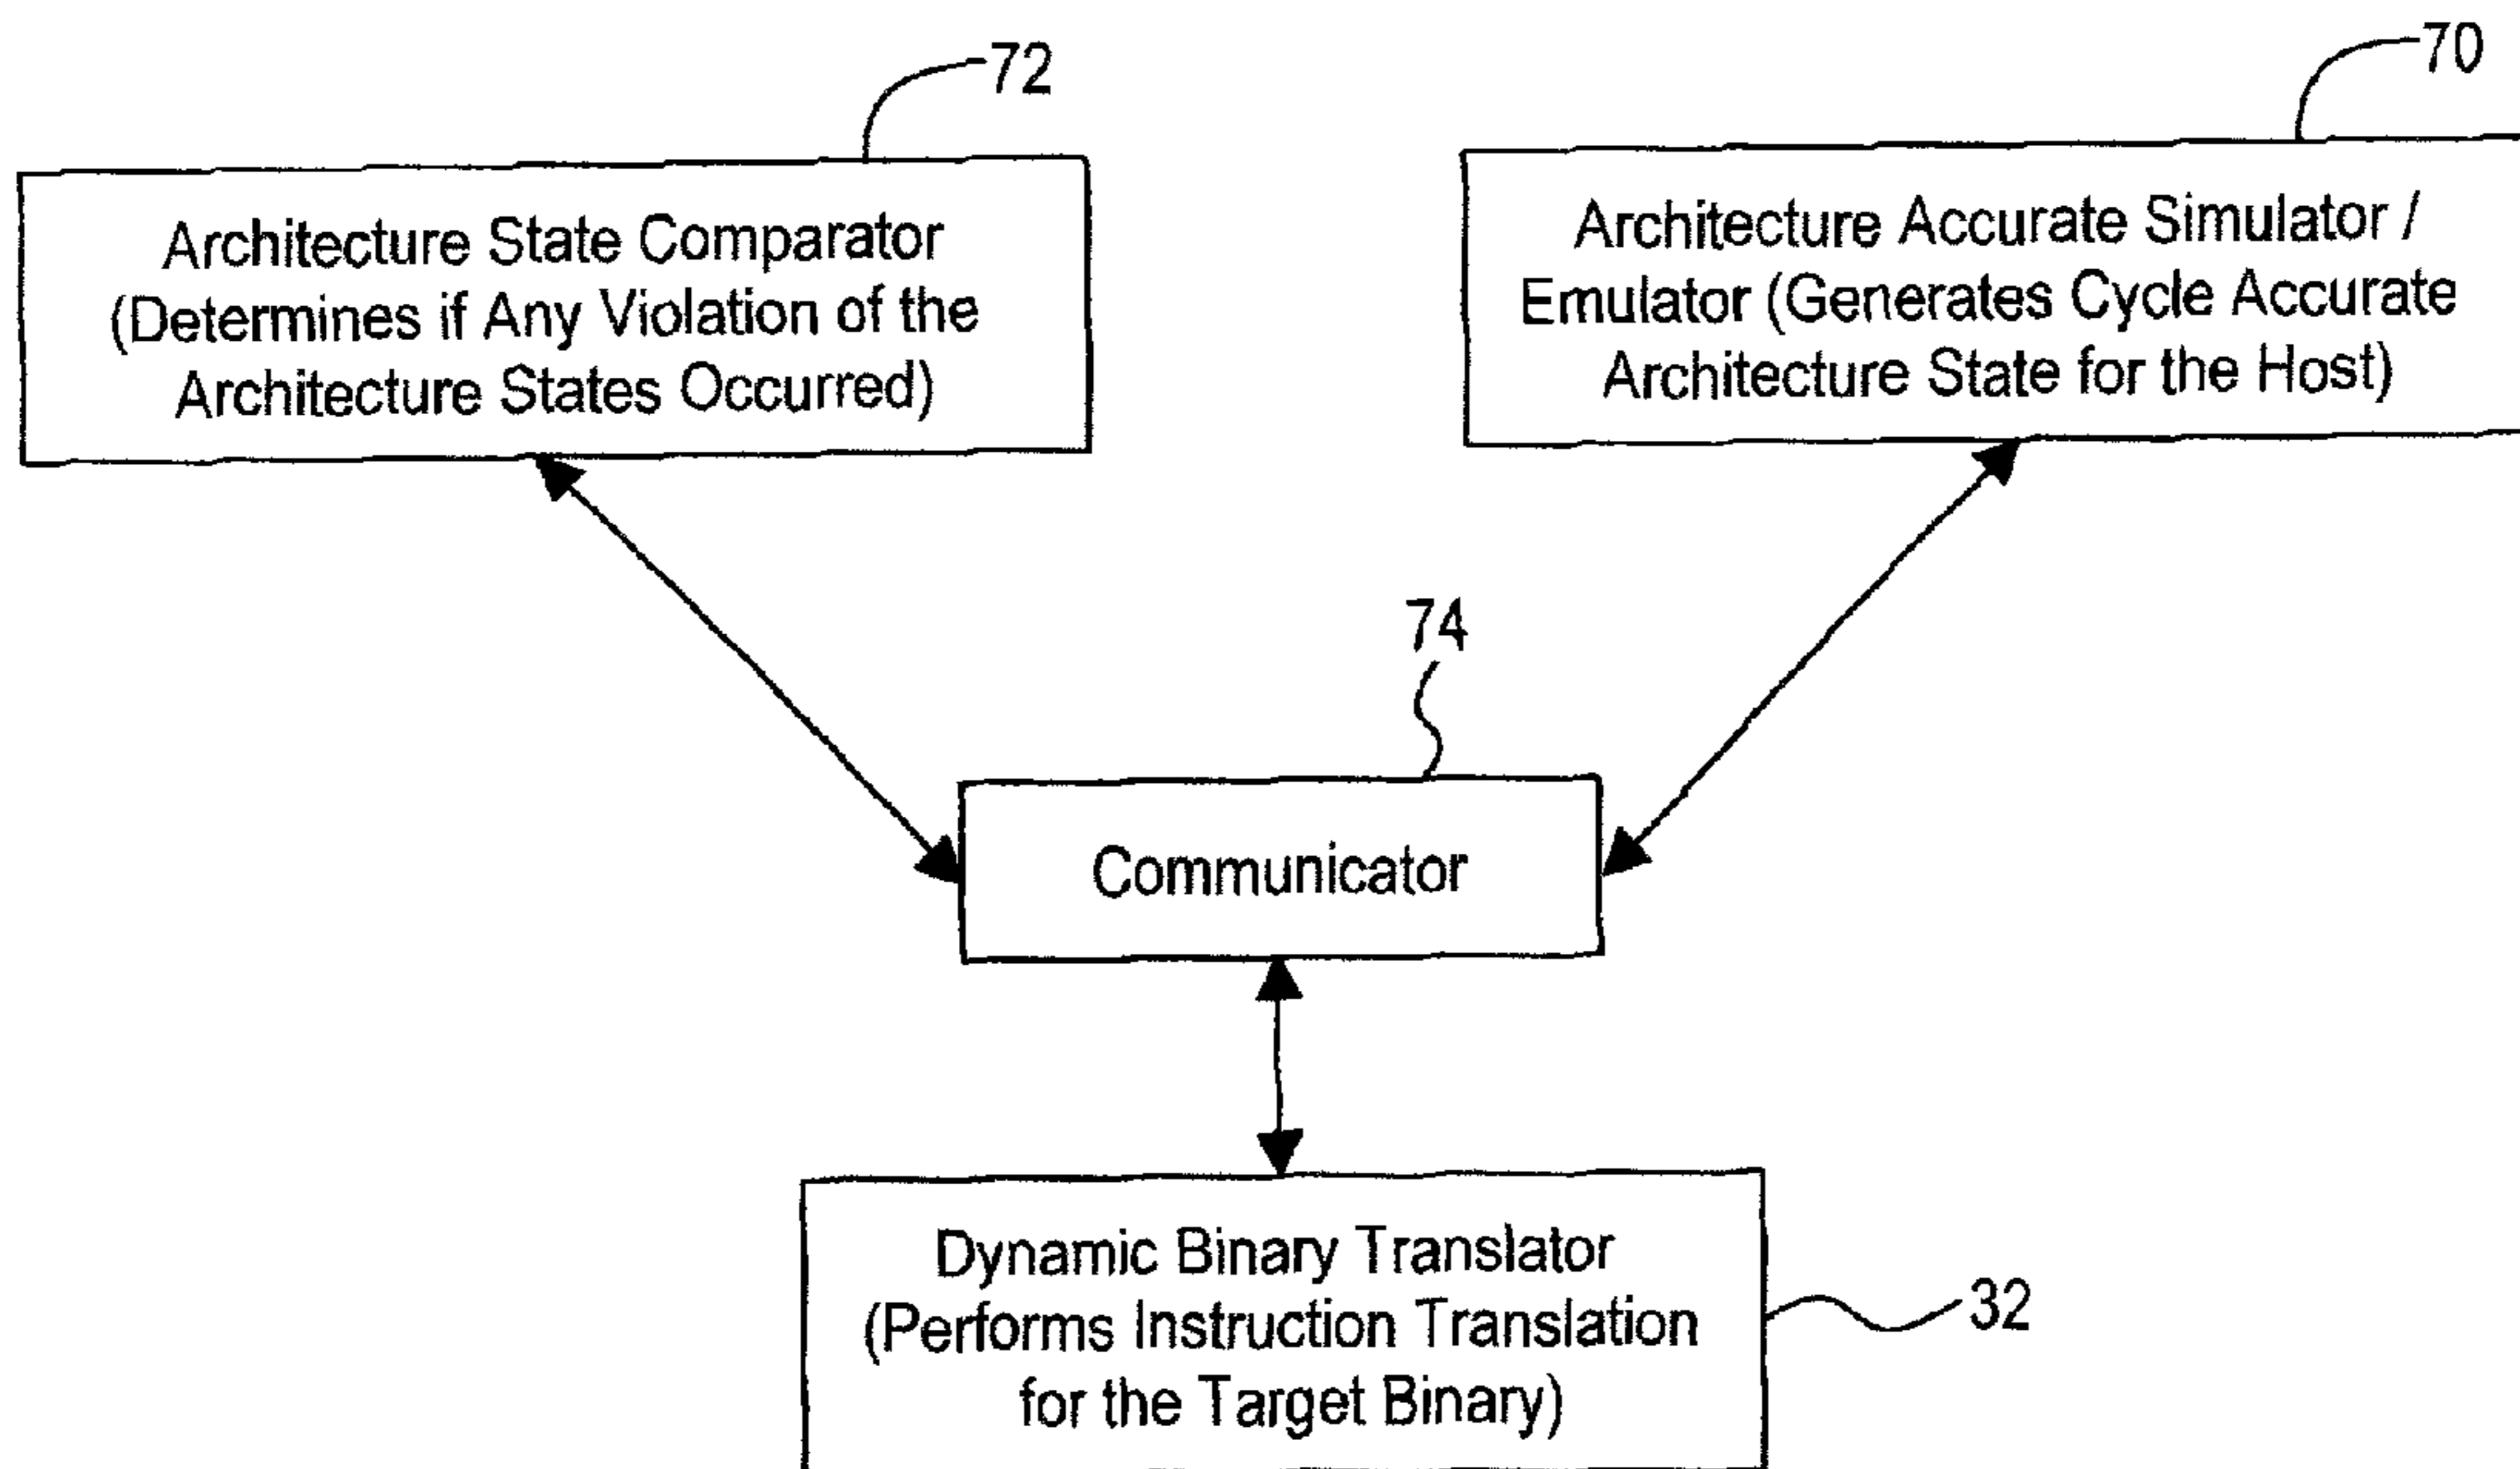 72
70
Architecture State Comparator
(Determines if Any Violation of the
Architecture States Occurred)
Architecture Accurate Simulator /
Emulator (Generates Cycle Accurate
Architecture State for the Host)
74
Communicator
Dynamic Binary Translator
(Performs Instruction Translation
for the Target Binary)
32